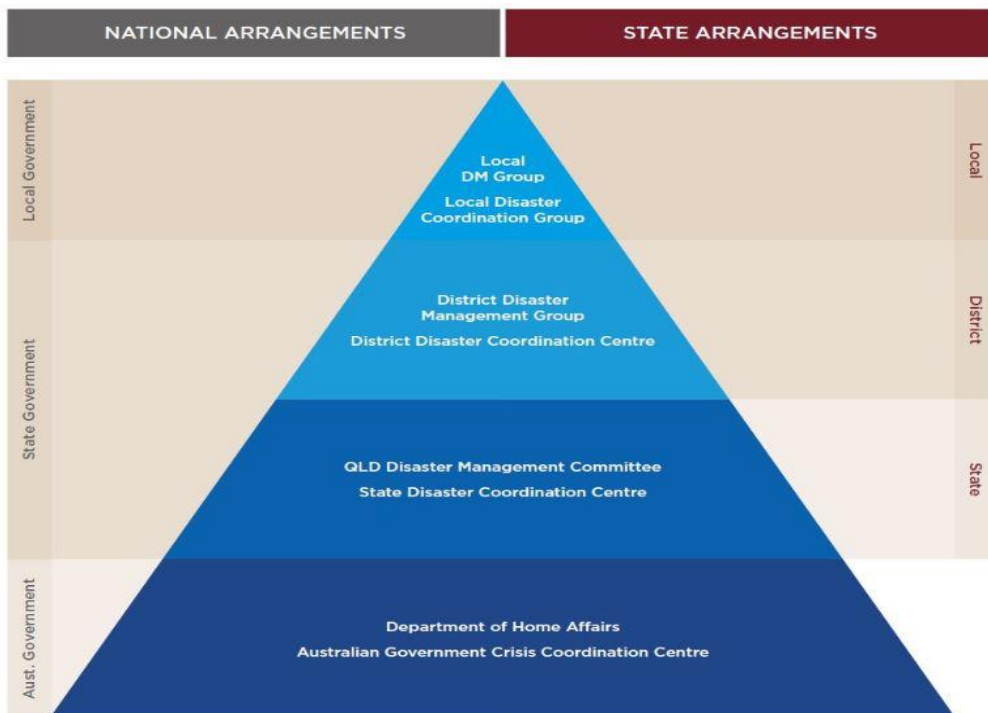 NATIONAL ARRANGEMENTS
STATE ARRANGEMENTS
Local Government
Local
DM Group
Local Disaster
Coordination Group
Local
State Government
District Disaster
Management Group
District Disaster Coordination Centre
District
QLD Disaster Management Committee
State Disaster Coordination Centre
State
Aust. Government
Department of Home Affairs
Australian Government Crisis Coordination Centre